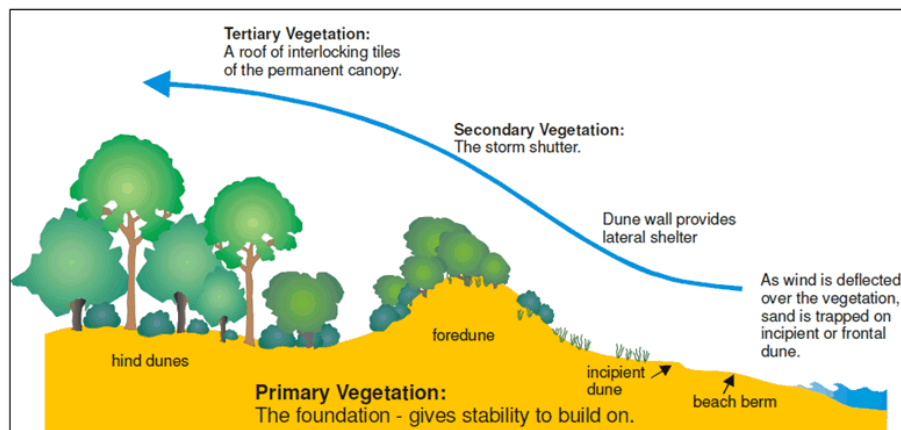 Tertiary Vegetation:
A roof of interlocking tiles
of the permanent canopy.
Secondary Vegetation:
The storm shutter.
Dune wall provides
lateral shelter
As wind is deflected
over the vegetation,
sand is trapped on
incipient or frontal
dune.
foredune
hind dunes
incipient
dune
beach berm
Primary Vegetation:
The foundation - gives stability to build on.